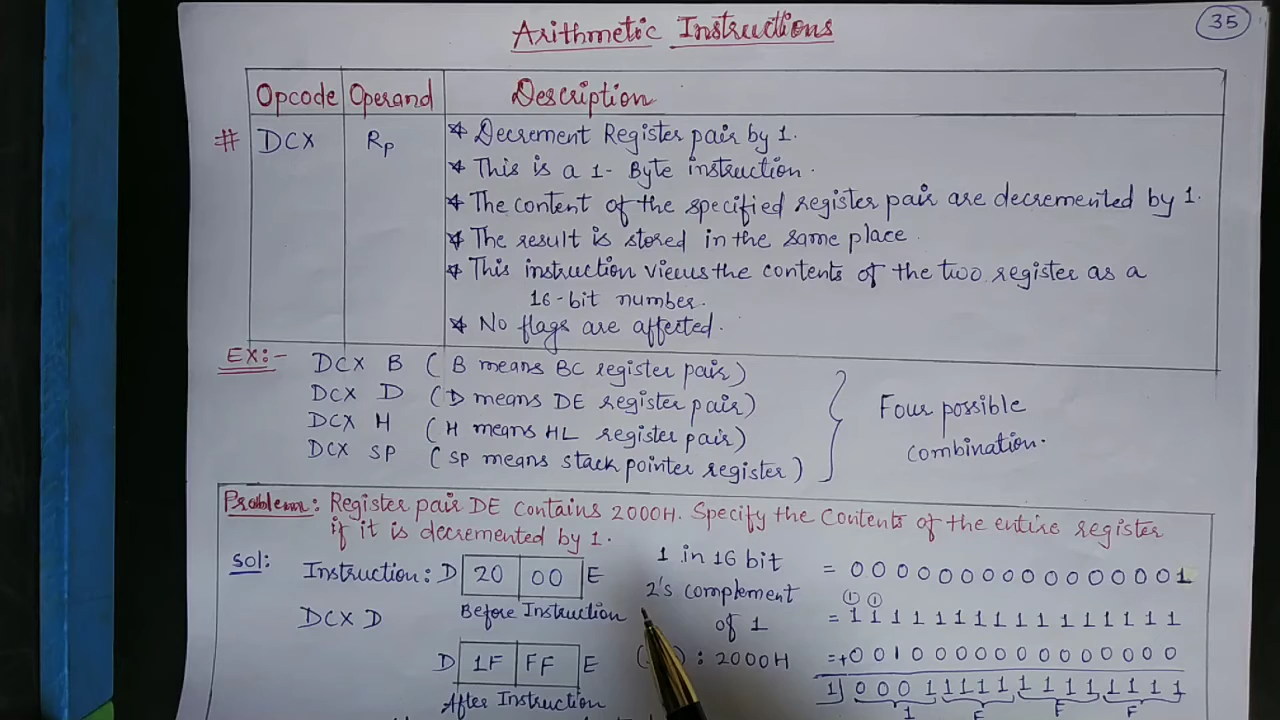 Arithmetic Instructions
35
Opcode Operand Description
# DCX Rp * Decrement Register pair by 1.
* This is a 1- Byte instruction.
* The content of the specified register pair are decremented by 1.
* The result is stored in the same place.
* This instruction views the contents of the two register as a
16-bit number.
* No flags are affected.
EX:- DCX B ( B means BC register pair)
DCX D (D means DE register pair)
DCX H (H means HL register pair)
DCX SP ( SP means stack pointer register )
Four possible
combination.
Problem: Register pair DE contains 2000H. Specify the contents of the entire register
if it is decremented by 1.
Sol: Instruction: D 20 00 E
DCX D Before Instruction
D 1F FF E
After Instruction
1 in 16 bit = 0 0 0 0 0 0 0 0 0 0 0 0 0 0 0 1
2's complement
of 1 = 1 1 1 1 1 1 1 1 1 1 1 1 1 1 1 1
1 1
: 2000H = + 0 0 1 0 0 0 0 0 0 0 0 0 0 0 0 0
1 0 0 0 1 1 1 1 1 1 1 1 1 1 1 1 1
1 F F F